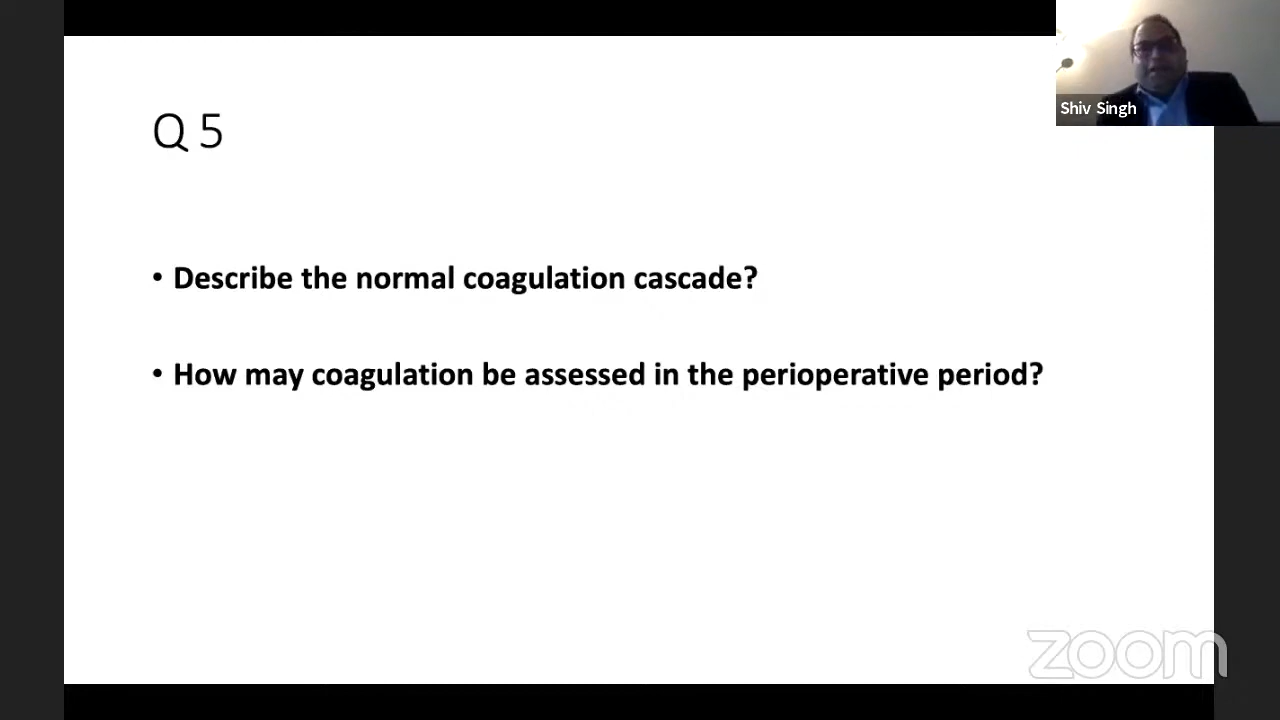 Shiv Singh
Q 5
• Describe the normal coagulation cascade?
• How may coagulation be assessed in the perioperative period?
zoom